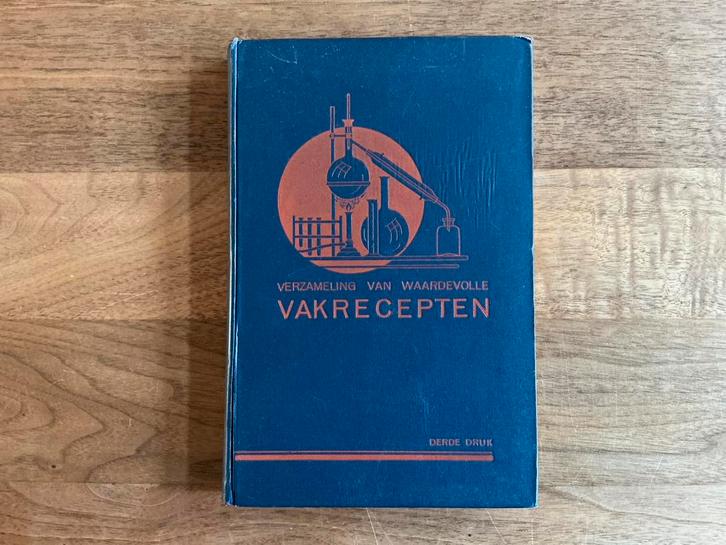 VERZAMELING VAN WAARDEVOLLE
VAKRECEPTEN
DERDE DRUK